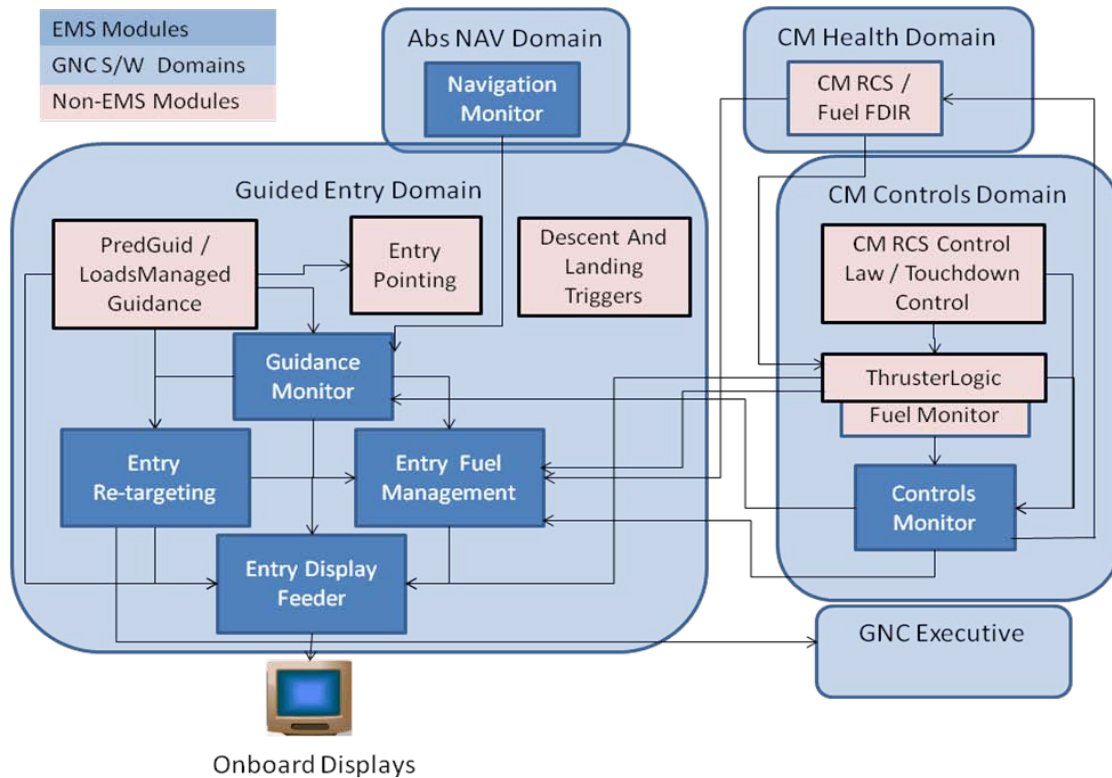 EMS Modules
GNC S/W Domains
Non-EMS Modules
Abs NAV Domain
Navigation
Monitor
CM Health Domain
CM RCS /
Fuel FDIR
Guided Entry Domain
PredGuid /
LoadsManaged
Guidance
Entry
Pointing
Descent And
Landing
Triggers
Guidance
Monitor
Entry
Re-targeting
Entry Fuel
Management
Entry Display
Feeder
CM Controls Domain
CM RCS Control
Law / Touchdown
Control
ThrusterLogic
Fuel Monitor
Controls
Monitor
GNC Executive
Onboard Displays